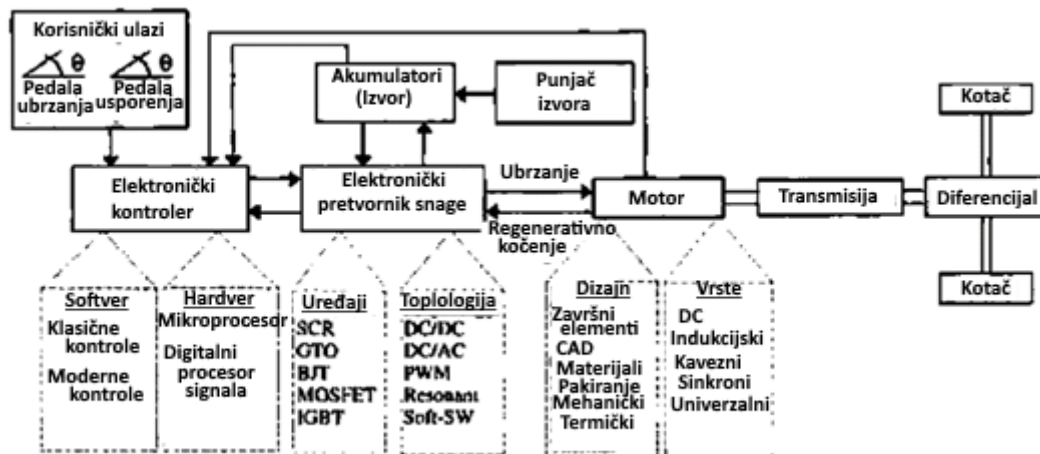 Korisnički ulazi
θ θ
Pedala Pedala
ubrzanja usporenja
Akumulatori
(Izvor)
Punjač
izvora
Kotač
Elektronički
kontroler
Elektronički
pretvornik snage
Ubrzanje
Regenerativno
kočenje
Motor
Transmisija
Diferencijal
Kotač
Softver
Klasične
kontrole
Moderne
kontrole
Hardver
Mikroprocesor
Digitalni
procesor
signala
Uređaji
SCR
GTO
BJT
MOSFET
IGBT
Toplologija
DC/DC
DC/AC
PWM
Resonant
Soft-SW
Dizajn
Završni
elementi
CAD
Materijali
Pakiranje
Mehanički
Termički
Vrste
DC
Indukcijski
Kavezni
Sinkroni
Univerzalni